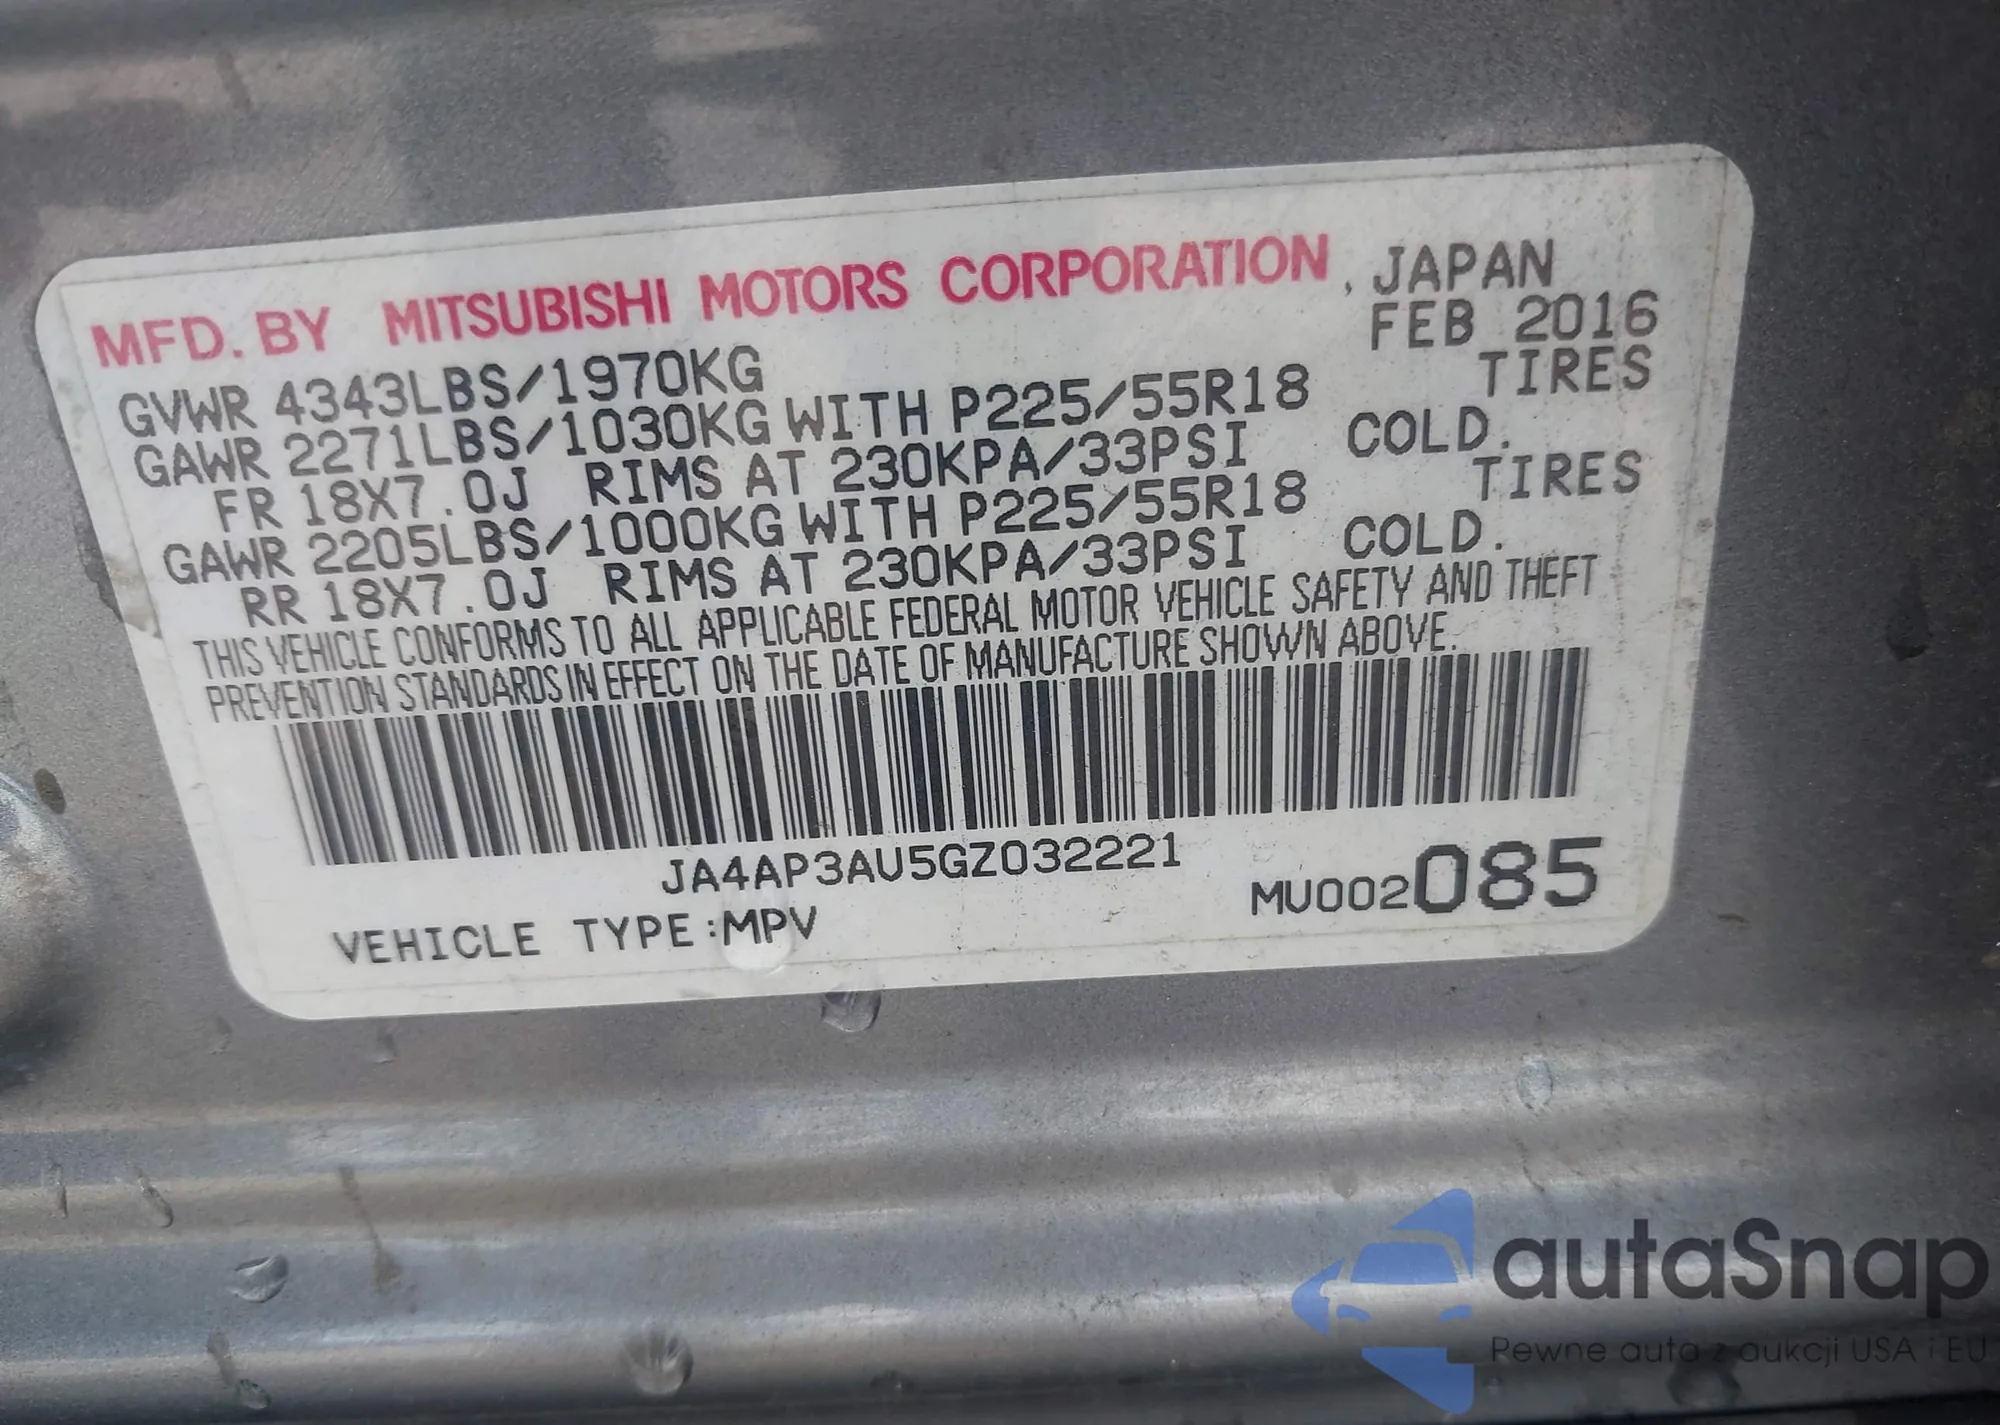 MFD. BY MITSUBISHI MOTORS CORPORATION, JAPAN
FEB 2016
GVWR 4343LBS/1970KG
GAWR 2271LBS/1030KG WITH P225/55R18 TIRES
FR 18X7.0J RIMS AT 230KPA/33PSI COLD.
GAWR 2205LBS/1000KG WITH P225/55R18 TIRES
RR 18X7.0J RIMS AT 230KPA/33PSI COLD.
THIS VEHICLE CONFORMS TO ALL APPLICABLE FEDERAL MOTOR VEHICLE SAFETY AND THEFT
PREVENTION STANDARDS IN EFFECT ON THE DATE OF MANUFACTURE SHOWN ABOVE.
JA4AP3AU5GZ032221
MU002085
VEHICLE TYPE:MPV
autaSnap
Pewne auta z aukcji USA i EU